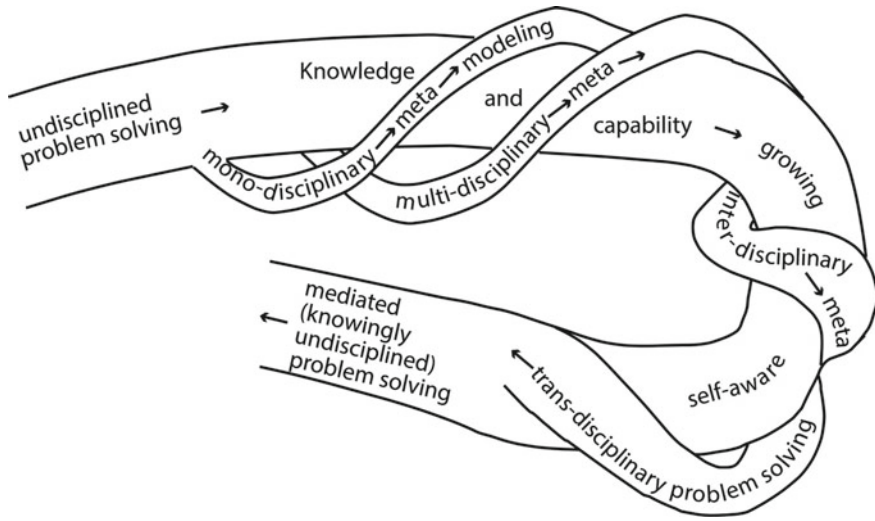 undisciplined →
problem solving
Knowledge
and
capability →
growing
mono-disciplinary → meta → modeling
multi-disciplinary → meta →
inter-disciplinary → meta
self-aware
trans-disciplinary problem solving
mediated
(knowingly
undisciplined)
problem solving